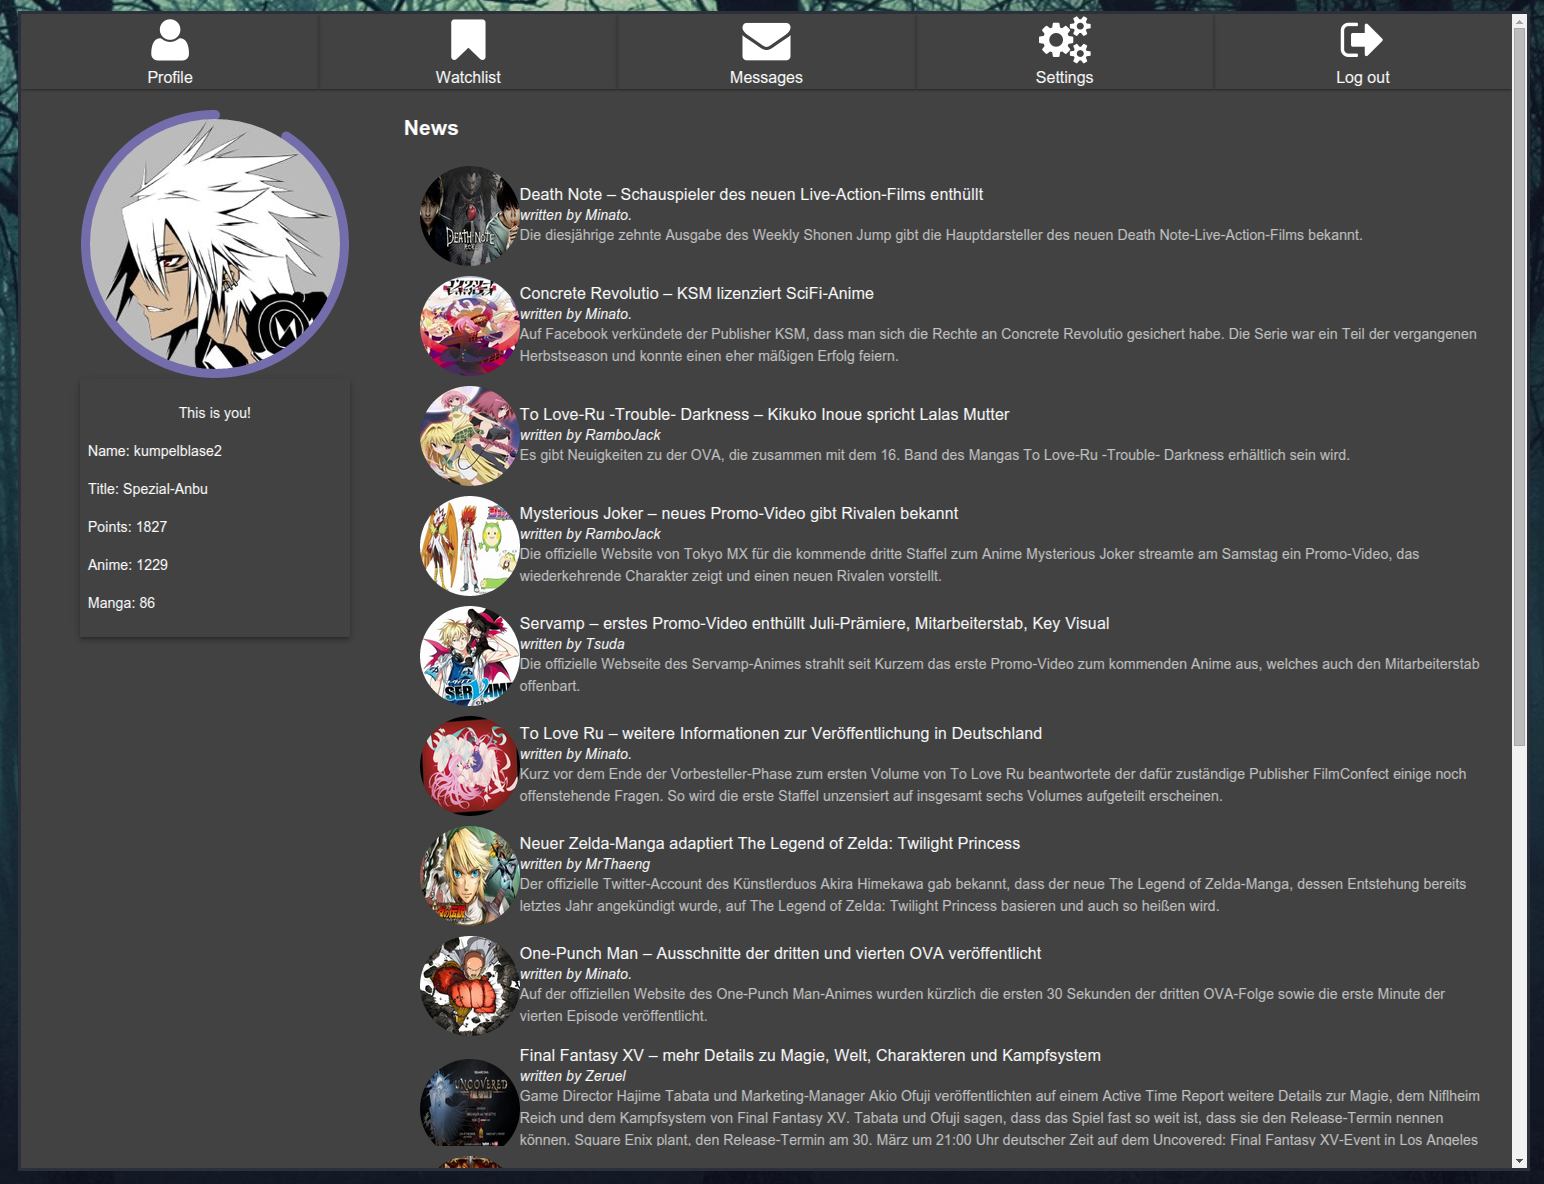 Profile
Watchlist
Messages
Settings
Log out
This is you!
Name: kumpelblase2
Title: Spezial-Anbu
Points: 1827
Anime: 1229
Manga: 86
News
Death Note – Schauspieler des neuen Live-Action-Films enthüllt
written by Minato.
Die diesjährige zehnte Ausgabe des Weekly Shonen Jump gibt die Hauptdarsteller des neuen Death Note-Live-Action-Films bekannt.
DEATH NOTE
Concrete Revolutio – KSM lizenziert SciFi-Anime
written by Minato.
Auf Facebook verkündete der Publisher KSM, dass man sich die Rechte an Concrete Revolutio gesichert habe. Die Serie war ein Teil der vergangenen
Herbstseason und konnte einen eher mäßigen Erfolg feiern.
To Love-Ru -Trouble- Darkness – Kikuko Inoue spricht Lalas Mutter
written by RamboJack
Es gibt Neuigkeiten zu der OVA, die zusammen mit dem 16. Band des Mangas To Love-Ru -Trouble- Darkness erhältlich sein wird.
Mysterious Joker – neues Promo-Video gibt Rivalen bekannt
written by RamboJack
Die offizielle Website von Tokyo MX für die kommende dritte Staffel zum Anime Mysterious Joker streamte am Samstag ein Promo-Video, das
wiederkehrende Charakter zeigt und einen neuen Rivalen vorstellt.
Servamp – erstes Promo-Video enthüllt Juli-Prämiere, Mitarbeiterstab, Key Visual
written by Tsuda
Die offizielle Webseite des Servamp-Animes strahlt seit Kurzem das erste Promo-Video zum kommenden Anime aus, welches auch den Mitarbeiterstab
offenbart.
SERVAMP
To Love Ru – weitere Informationen zur Veröffentlichung in Deutschland
written by Minato.
Kurz vor dem Ende der Vorbesteller-Phase zum ersten Volume von To Love Ru beantwortete der dafür zuständige Publisher FilmConfect einige noch
offenstehende Fragen. So wird die erste Staffel unzensiert auf insgesamt sechs Volumes aufgeteilt erscheinen.
Neuer Zelda-Manga adaptiert The Legend of Zelda: Twilight Princess
written by MrThaeng
Der offizielle Twitter-Account des Künstlerduos Akira Himekawa gab bekannt, dass der neue The Legend of Zelda-Manga, dessen Entstehung bereits
letztes Jahr angekündigt wurde, auf The Legend of Zelda: Twilight Princess basieren und auch so heißen wird.
One-Punch Man – Ausschnitte der dritten und vierten OVA veröffentlicht
written by Minato.
Auf der offiziellen Website des One-Punch Man-Animes wurden kürzlich die ersten 30 Sekunden der dritten OVA-Folge sowie die erste Minute der
vierten Episode veröffentlicht.
Final Fantasy XV – mehr Details zu Magie, Welt, Charakteren und Kampfsystem
written by Zeruel
Game Director Hajime Tabata und Marketing-Manager Akio Ofuji veröffentlichten auf einem Active Time Report weitere Details zur Magie, dem Niflheim
Reich und dem Kampfsystem von Final Fantasy XV. Tabata und Ofuji sagen, dass das Spiel fast so weit ist, dass sie den Release-Termin nennen
können. Square Enix plant, den Release-Termin am 30. März um 21:00 Uhr deutscher Zeit auf dem Uncovered: Final Fantasy XV-Event in Los Angeles
UNCOVERED